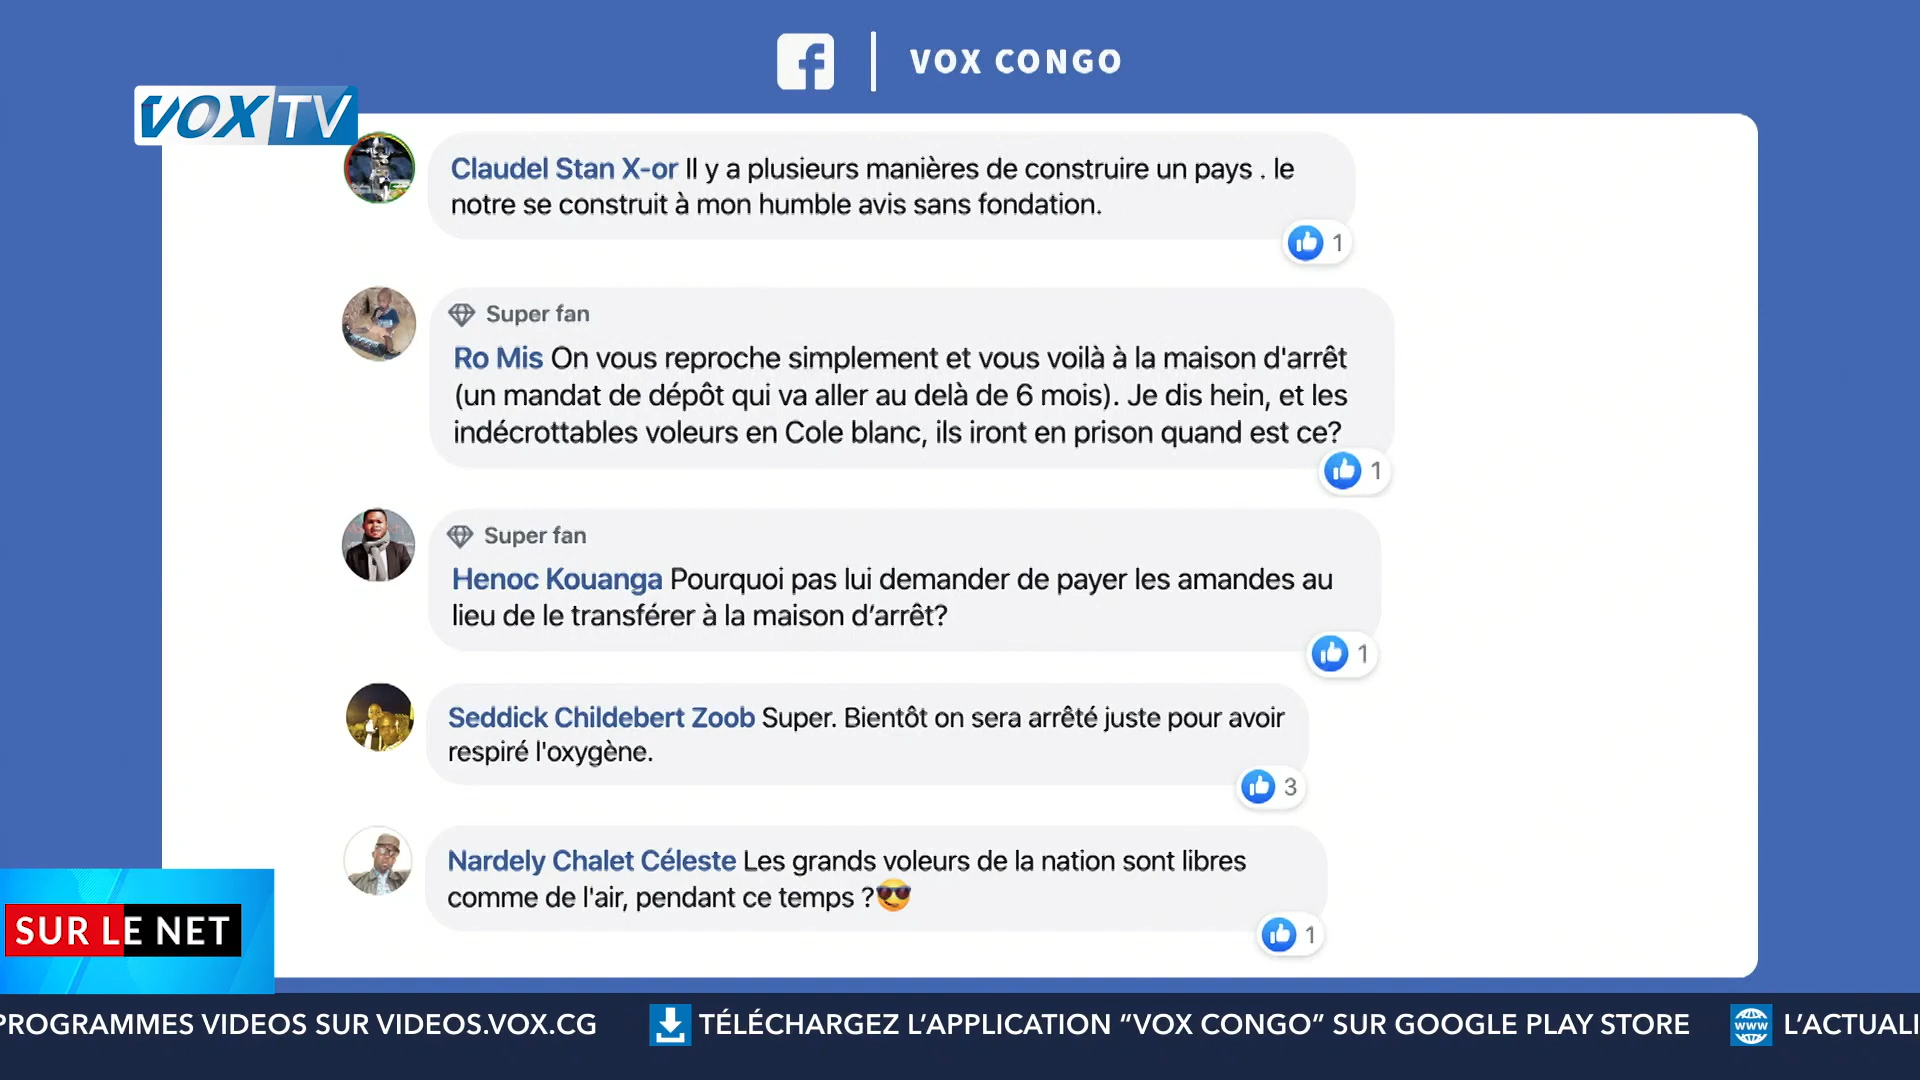 VOX CONGO
VOXTV
Claudel Stan X-or Il y a plusieurs manières de construire un pays . le
notre se construit à mon humble avis sans fondation.
1
Super fan
Ro Mis On vous reproche simplement et vous voilà à la maison d'arrêt
(un mandat de dépôt qui va aller au delà de 6 mois). Je dis hein, et les
indécrottables voleurs en Cole blanc, ils iront en prison quand est ce?
1
Super fan
Henoc Kouanga Pourquoi pas lui demander de payer les amandes au
lieu de le transférer à la maison d’arrêt?
1
Seddick Childebert Zoob Super. Bientôt on sera arrêté juste pour avoir
respiré l'oxygène.
3
Nardely Chalet Céleste Les grands voleurs de la nation sont libres
comme de l'air, pendant ce temps ?😎
1
SUR LE NET
PROGRAMMES VIDEOS SUR VIDEOS.VOX.CG TÉLÉCHARGEZ L’APPLICATION “VOX CONGO” SUR GOOGLE PLAY STORE WWW L’ACTUALI